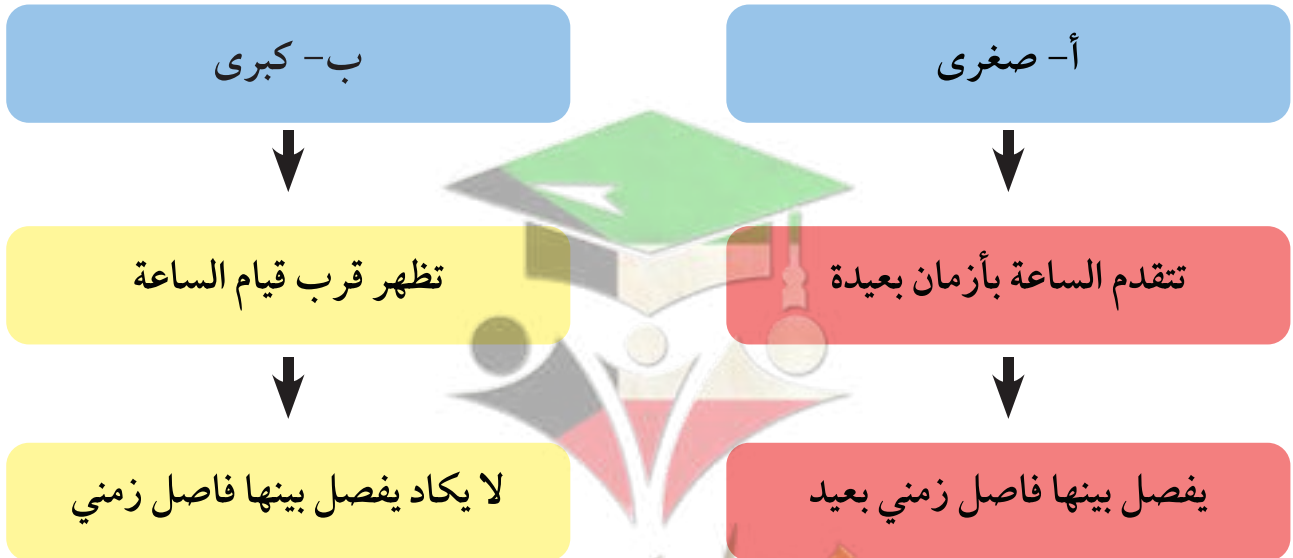 أ- صغرى
ب- كبرى
تتقدم الساعة بأزمان بعيدة
تظهر قرب قيام الساعة
يفصل بينها فاصل زمني بعيد
لا يكاد يفصل بينها فاصل زمني